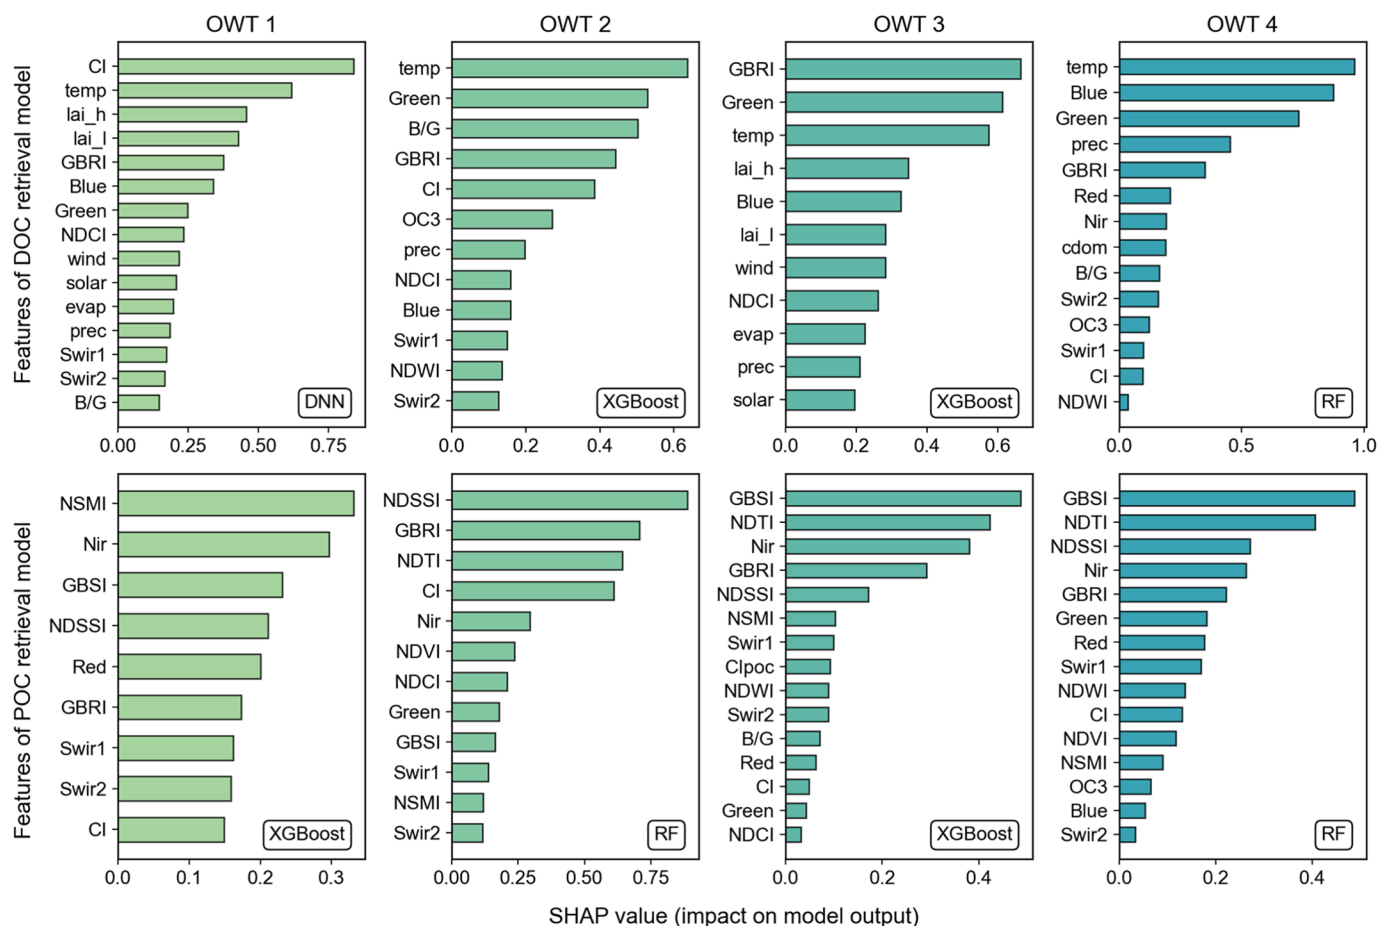 OWT 1
OWT 2
OWT 3
OWT 4
Features of DOC retrieval model
CI
temp
lai_h
lai_l
GBRI
Blue
Green
NDCI
wind
solar
evap
prec
Swir1
Swir2
B/G
DNN
0.00 0.25 0.50 0.75
temp
Green
B/G
GBRI
CI
OC3
prec
NDCI
Blue
Swir1
NDWI
Swir2
XGBoost
0.0 0.2 0.4 0.6
GBRI
Green
temp
lai_h
Blue
lai_l
wind
NDCI
evap
prec
solar
XGBoost
0.0 0.2 0.4 0.6
temp
Blue
Green
prec
GBRI
Red
Nir
cdom
B/G
Swir2
OC3
Swir1
CI
NDWI
RF
0.0 0.5 1.0
Features of POC retrieval model
NSMI
Nir
GBSI
NDSSI
Red
GBRI
Swir1
Swir2
CI
XGBoost
0.0 0.1 0.2 0.3
NDSSI
GBRI
NDTI
CI
Nir
NDVI
NDCI
Green
GBSI
Swir1
NSMI
Swir2
RF
0.00 0.25 0.50 0.75
GBSI
NDTI
Nir
GBRI
NDSSI
NSMI
Swir1
CIpoc
NDWI
Swir2
B/G
Red
CI
Green
NDCI
XGBoost
0.0 0.2 0.4
GBSI
NDTI
NDSSI
Nir
GBRI
Green
Red
Swir1
NDWI
CI
NDVI
NSMI
OC3
Blue
Swir2
RF
0.0 0.2 0.4
SHAP value (impact on model output)